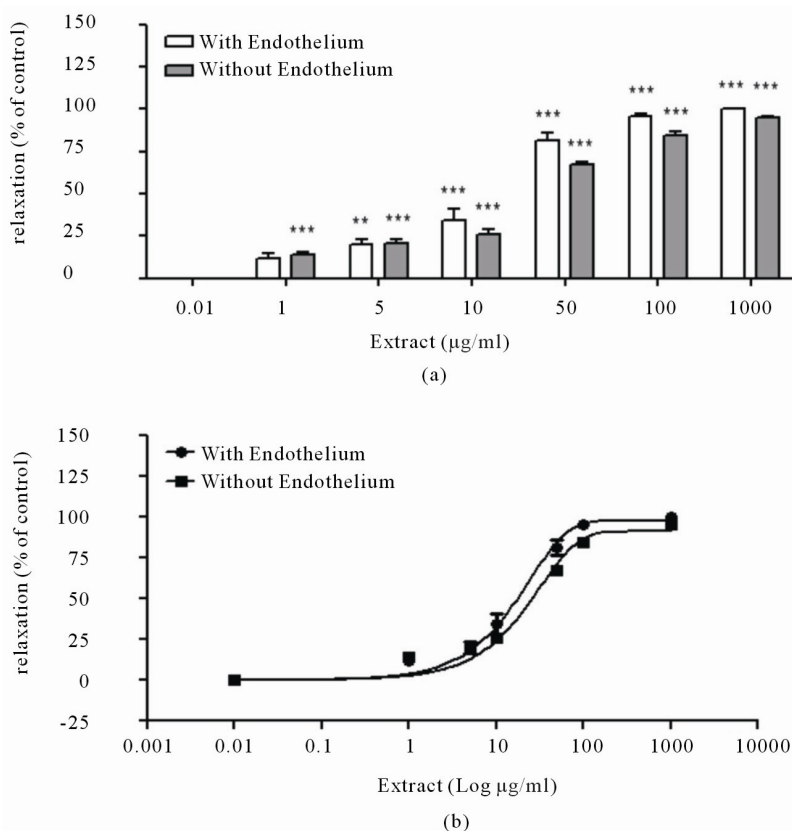 150
125
100
75
50
25
0
relaxation (% of control)
With Endothelium
Without Endothelium
***
**
***
***
***
***
***
***
***
***
***
0.01 1 5 10 50 100 1000
Extract (μg/ml)
(a)
150
125
100
75
50
25
0
-25
relaxation (% of control)
With Endothelium
Without Endothelium
0.001 0.01 0.1 1 10 100 1000 10000
Extract (Log μg/ml)
(b)